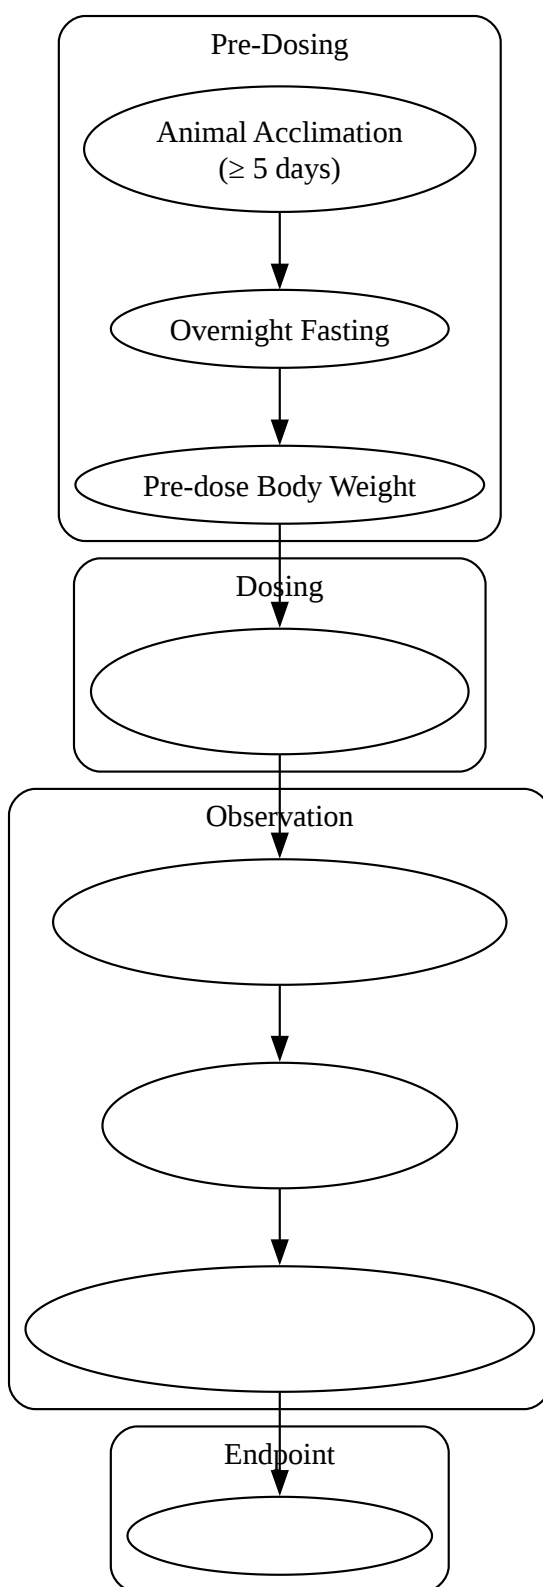 Pre-Dosing
Animal Acclimation
(≥ 5 days)
Overnight Fasting
Pre-dose Body Weight
Dosing
Observation
Endpoint